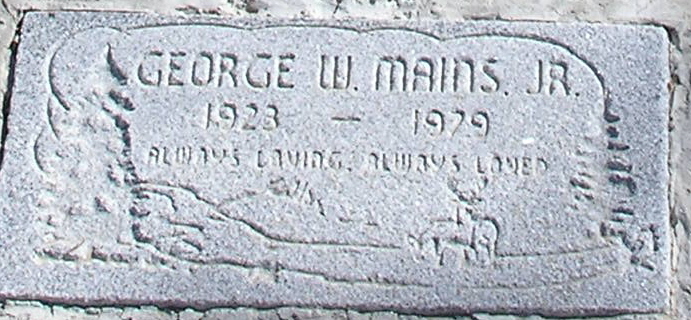 GEORGE W. MAINS. JR.
1923 — 1979
ALWAYS LOVING. ALWAYS LOVED